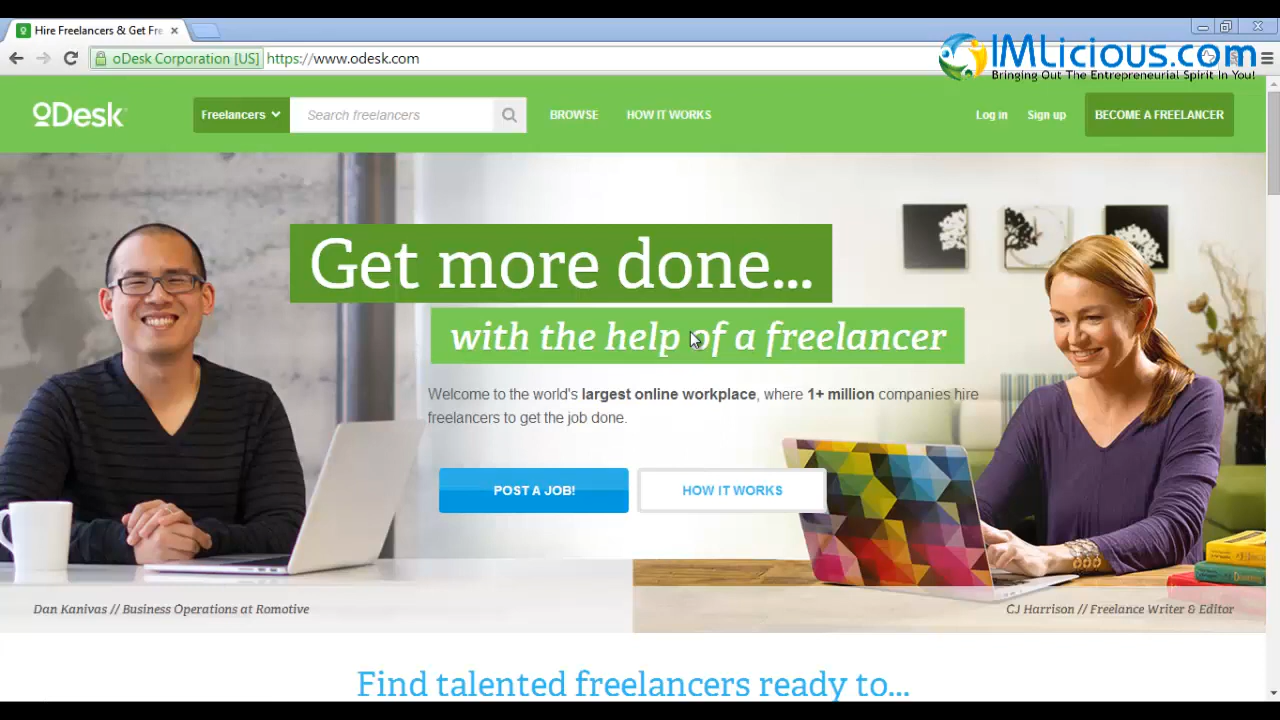 Hire Freelancers & Get Fre
oDesk Corporation [US] https://www.odesk.com
IMLicious.com
Bringing Out The Entrepreneurial Spirit In You!
oDesk
Freelancers
Search freelancers
BROWSE
HOW IT WORKS
Log in
Sign up
BECOME A FREELANCER
Get more done...
with the help of a freelancer
Welcome to the world's largest online workplace, where 1+ million companies hire
freelancers to get the job done.
POST A JOB!
HOW IT WORKS
Dan Kanivas // Business Operations at Romotive
CJ Harrison // Freelance Writer & Editor
Find talented freelancers ready to...